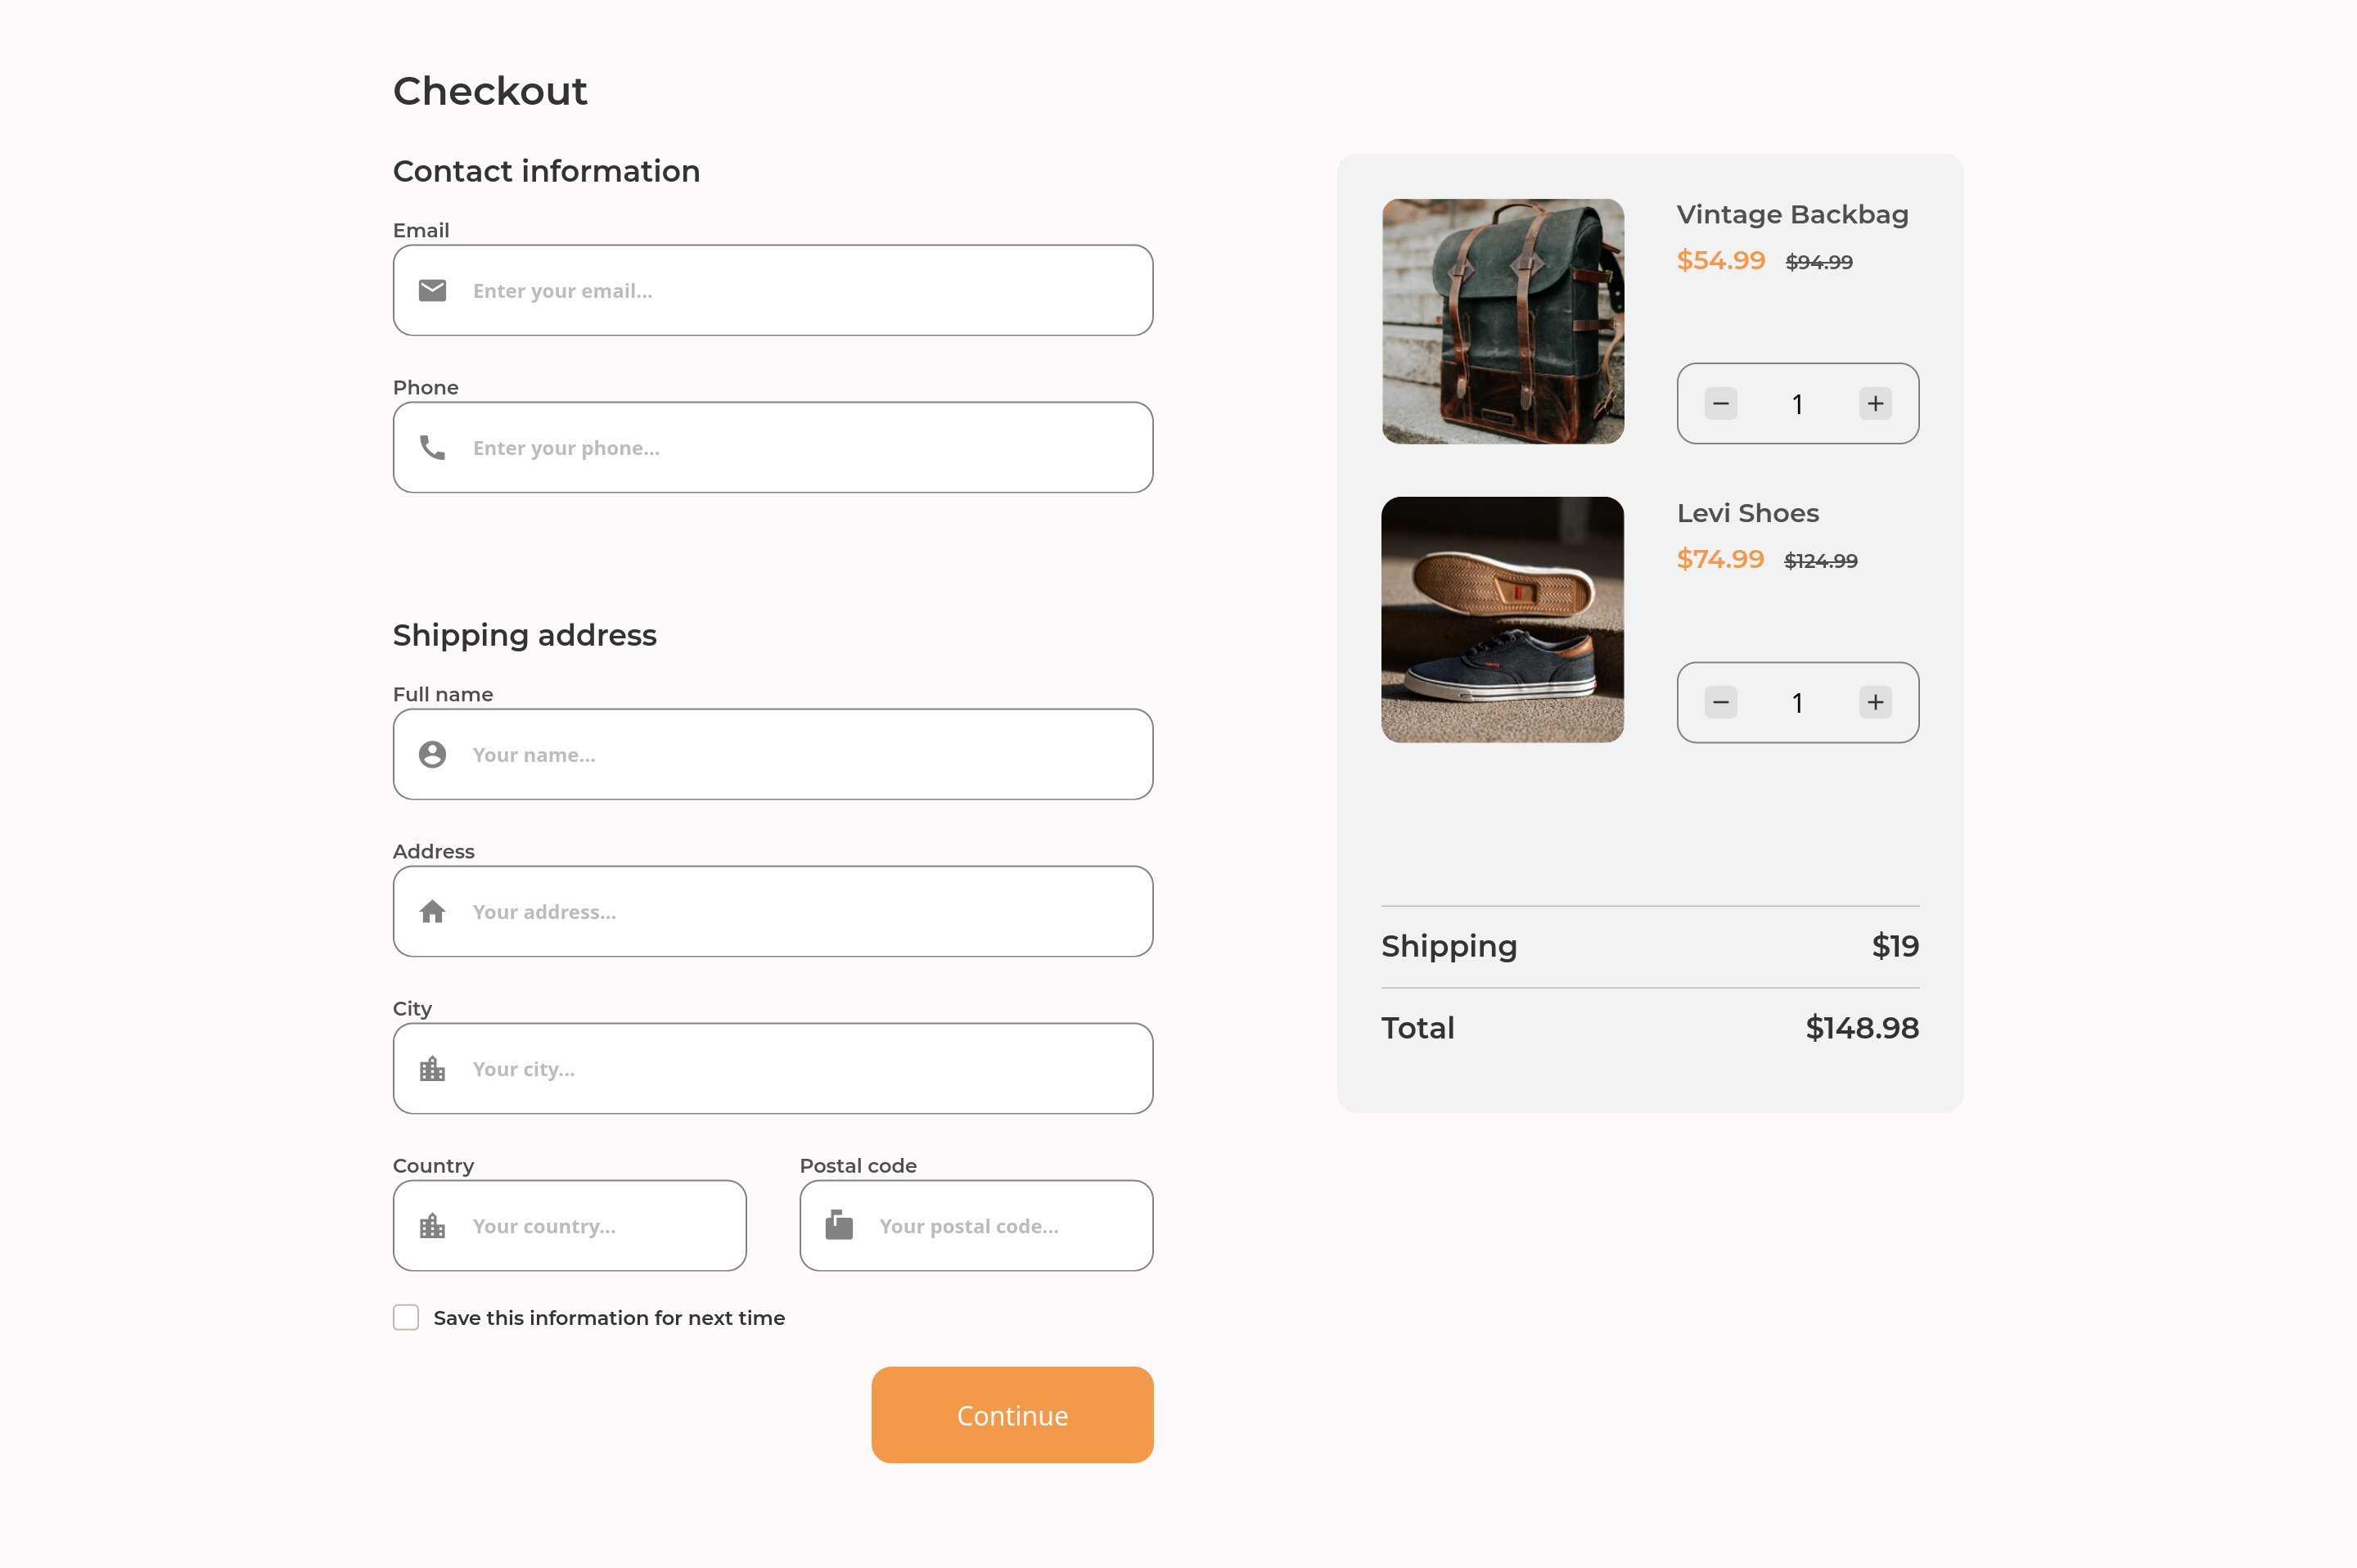 Checkout
Contact information
Email
Enter your email...
Phone
Enter your phone...
Shipping address
Full name
Your name...
Address
Your address...
City
Your city...
Country
Your country...
Postal code
Your postal code...
Save this information for next time
Continue
Vintage Backbag
$54.99 $94.99
1
Levi Shoes
$74.99 $124.99
1
Shipping $19
Total $148.98